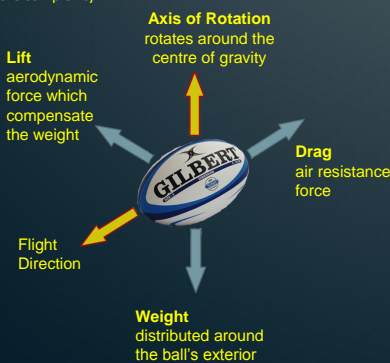 Axis of Rotation
rotates around the
centre of gravity
Lift
aerodynamic
force which
compensate
the weight
GILBERT
Drag
air resistance
force
Flight
Direction
Weight
distributed around
the ball's exterior